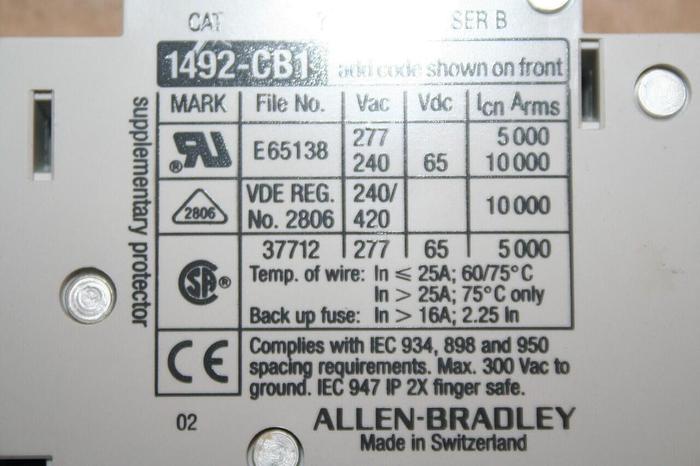 CAT SER B
1492-CB1 add code shown on front
MARK File No. Vac Vdc Icn Arms
277 5 000
E65138
240 65 10 000
VDE REG. 240/
2806 No. 2806 420 10 000
37712 277 65 5 000
Temp. of wire: In ≤ 25A; 60/75°C
In > 25A; 75°C only
Back up fuse: In > 16A; 2.25 In
Complies with IEC 934, 898 and 950
spacing requirements. Max. 300 Vac to
ground. IEC 947 IP 2X finger safe.
CE
supplementary protector
02 ALLEN-BRADLEY
Made in Switzerland